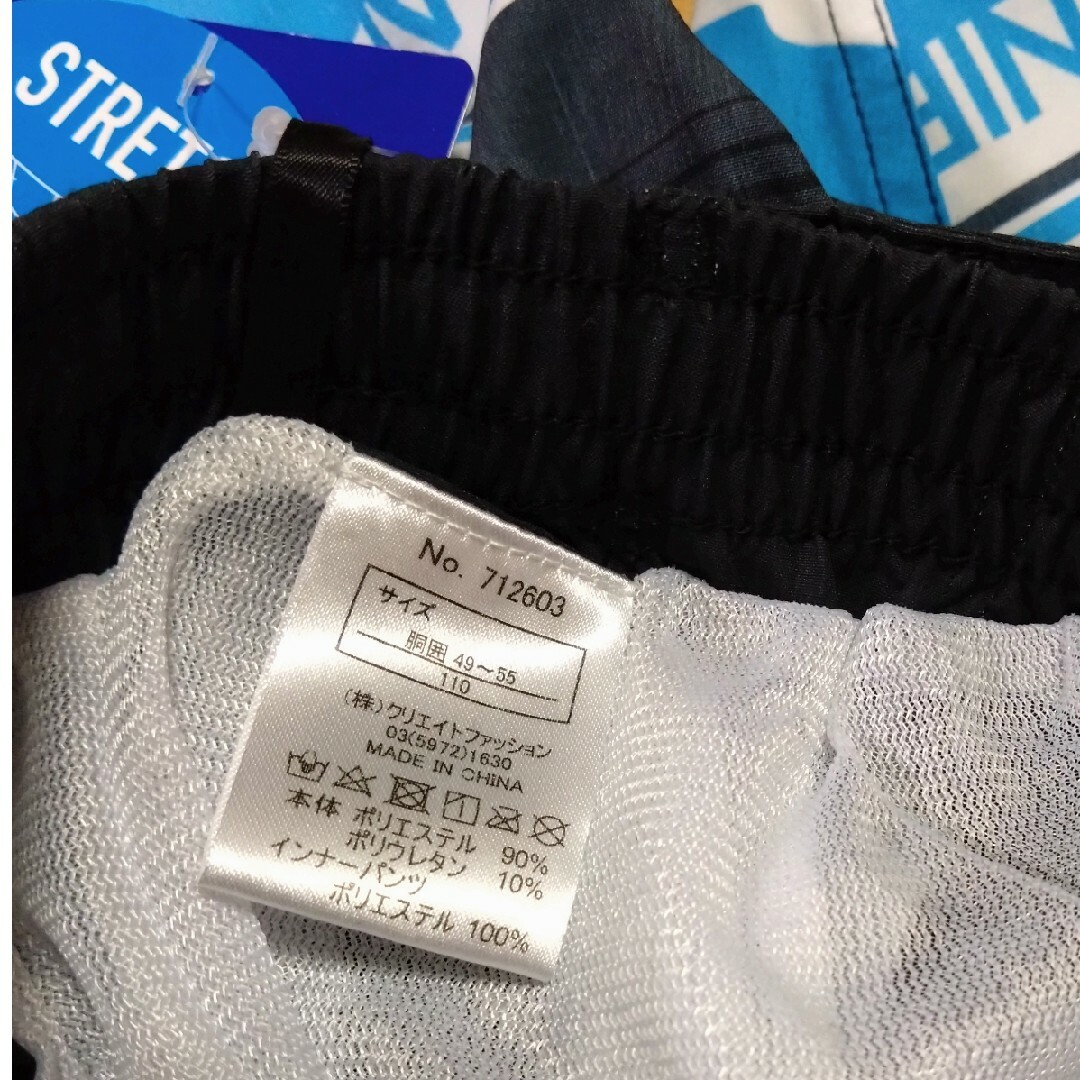 STRET
No. 712603
サイズ
胴囲 49～55
110
(株)クリエイトファッション
03(5972)1630
MADE IN CHINA
本体 ポリエステル 90%
ポリウレタン 10%
インナーパンツ
ポリエステル 100%